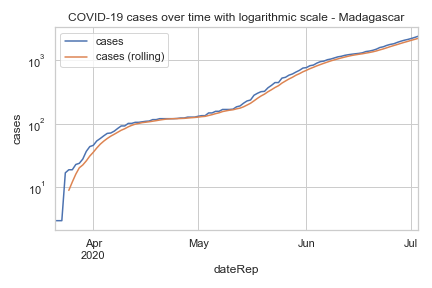 COVID-19 cases over time with logarithmic scale - Madagascar
cases
cases (rolling)
10³
10²
10¹
cases
Apr
2020
May
Jun
Jul
dateRep